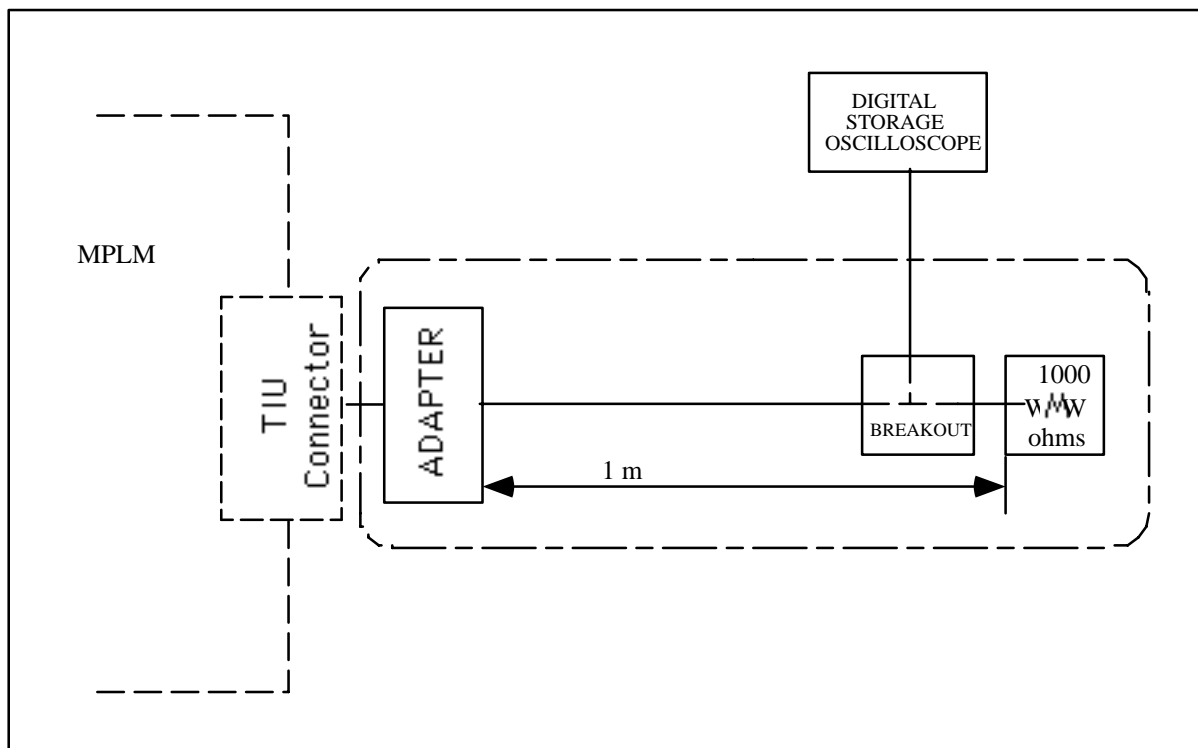 DIGITAL
STORAGE
OSCILLOSCOPE
MPLM
TIU
Connector
ADAPTER
BREAKOUT
1000
ohms
1 m